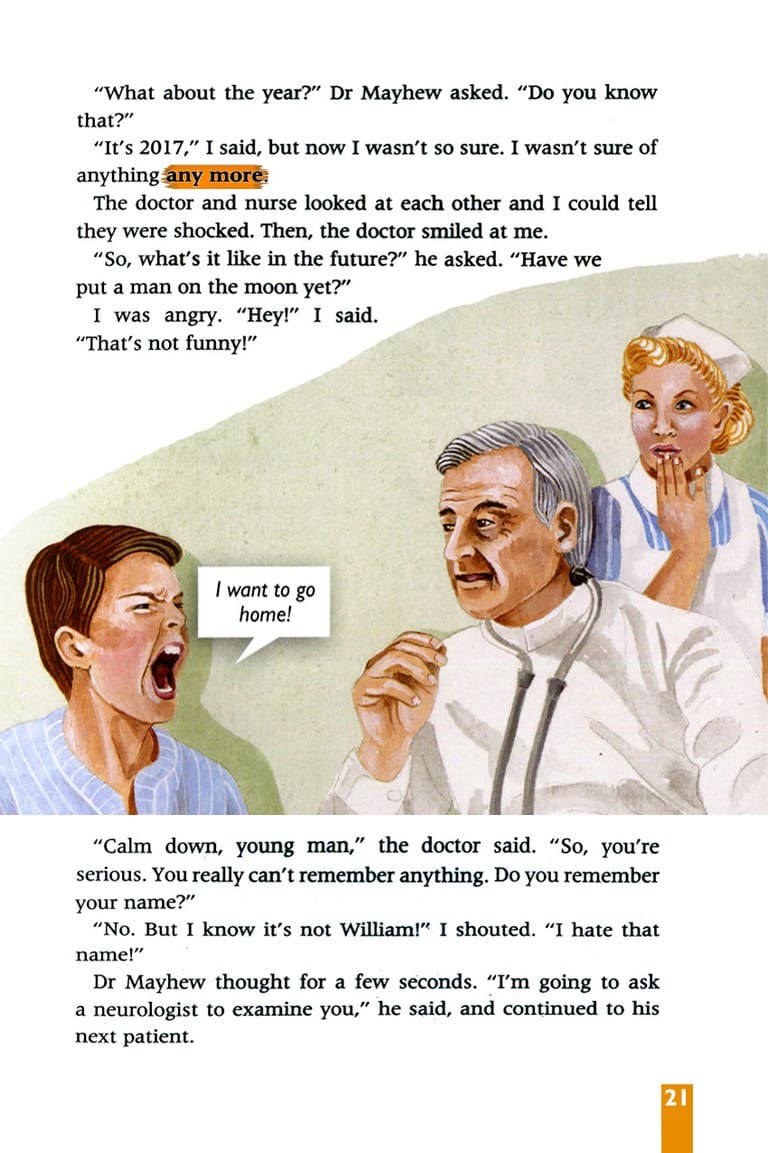 “What about the year?” Dr Mayhew asked. “Do you know
that?”
“It’s 2017,” I said, but now I wasn’t so sure. I wasn’t sure of
anything any more.
The doctor and nurse looked at each other and I could tell
they were shocked. Then, the doctor smiled at me.
“So, what’s it like in the future?” he asked. “Have we
put a man on the moon yet?”
I was angry. “Hey!” I said.
“That’s not funny!”
I want to go
home!
“Calm down, young man,” the doctor said. “So, you’re
serious. You really can’t remember anything. Do you remember
your name?”
“No. But I know it’s not William!” I shouted. “I hate that
name!”
Dr Mayhew thought for a few seconds. “I’m going to ask
a neurologist to examine you,” he said, and continued to his
next patient.
21